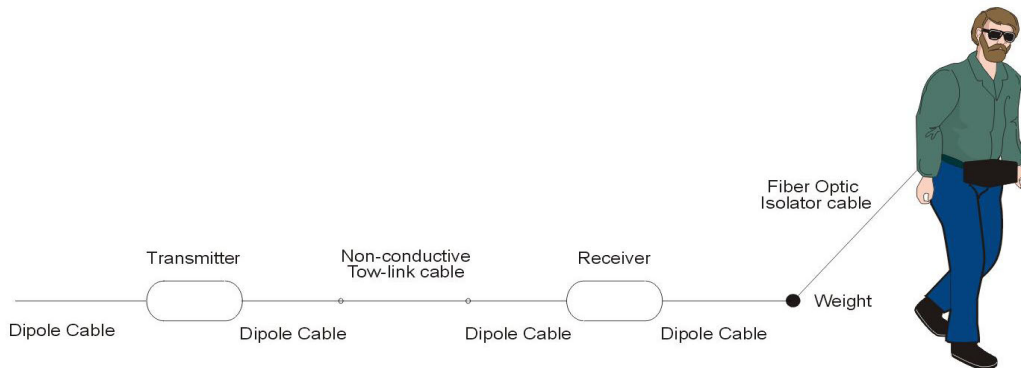 Fiber Optic
Isolator cable
Transmitter
Non-conductive
Tow-link cable
Receiver
Weight
Dipole Cable
Dipole Cable
Dipole Cable
Dipole Cable